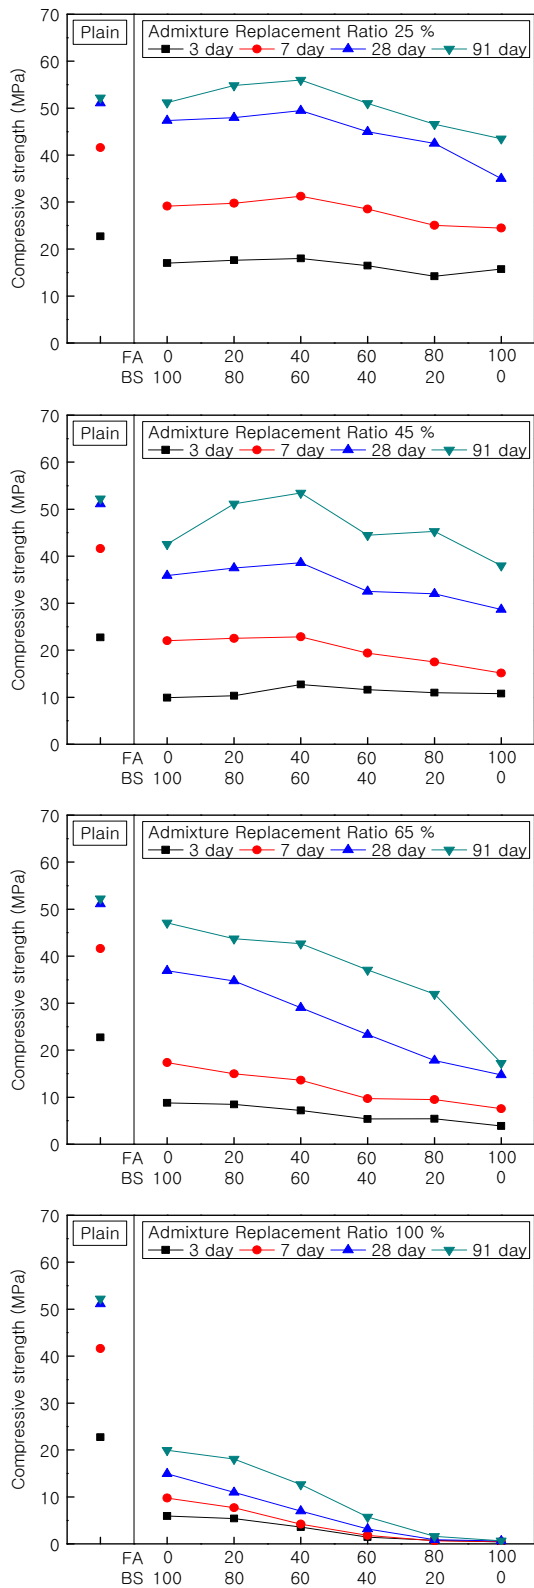 70
60
50
40
30
20
10
0
Compressive strength (MPa)
Plain
Admixture Replacement Ratio 25 %
3 day 7 day 28 day 91 day
FA 0 20 40 60 80 100
BS 100 80 60 40 20 0
70
60
50
40
30
20
10
0
Compressive strength (MPa)
Plain
Admixture Replacement Ratio 45 %
3 day 7 day 28 day 91 day
FA 0 20 40 60 80 100
BS 100 80 60 40 20 0
70
60
50
40
30
20
10
0
Compressive strength (MPa)
Plain
Admixture Replacement Ratio 65 %
3 day 7 day 28 day 91 day
FA 0 20 40 60 80 100
BS 100 80 60 40 20 0
70
60
50
40
30
20
10
0
Compressive strength (MPa)
Plain
Admixture Replacement Ratio 100 %
3 day 7 day 28 day 91 day
FA 0 20 40 60 80 100
BS 100 80 60 40 20 0